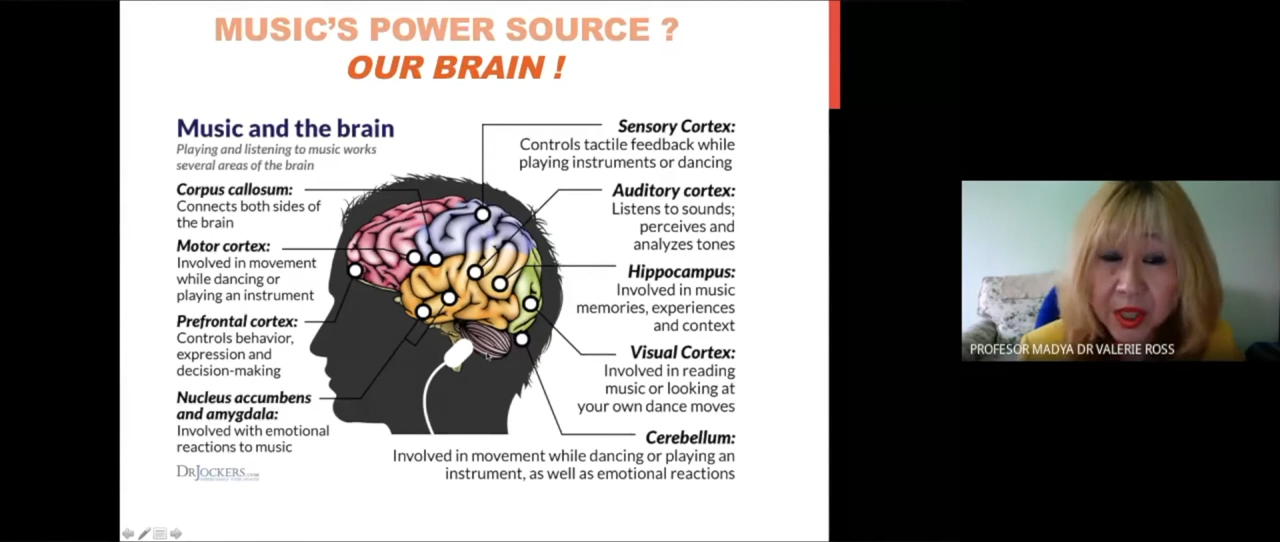 MUSIC'S POWER SOURCE ?
OUR BRAIN !
Music and the brain
Playing and listening to music works
several areas of the brain
Corpus callosum:
Connects both sides of
the brain
Motor cortex:
Involved in movement
while dancing or
playing an instrument
Prefrontal cortex:
Controls behavior,
expression and
decision-making
Nucleus accumbens
and amygdala:
Involved with emotional
reactions to music
DRJOCKERS.COM
Sensory Cortex:
Controls tactile feedback while
playing instruments or dancing
Auditory cortex:
Listens to sounds;
perceives and
analyzes tones
Hippocampus:
Involved in music
memories, experiences
and context
Visual Cortex:
Involved in reading
music or looking at
your own dance moves
Cerebellum:
Involved in movement while dancing or playing an
instrument, as well as emotional reactions
PROFESOR MADYA DR VALERIE ROSS